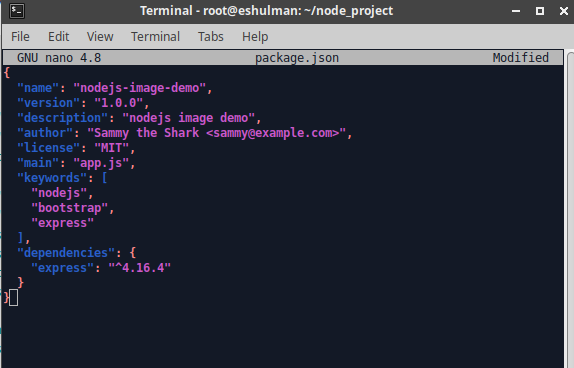 Terminal - root@eshulman:~/node_project
File Edit View Terminal Tabs Help
GNU nano 4.8 package.json Modified
{
  "name": "nodejs-image-demo",
  "version": "1.0.0",
  "description": "nodejs image demo",
  "author": "Sammy the Shark <sammy@example.com>",
  "license": "MIT",
  "main": "app.js",
  "keywords": [
    "nodejs",
    "bootstrap",
    "express"
  ],
  "dependencies": {
    "express": "^4.16.4"
  }
}